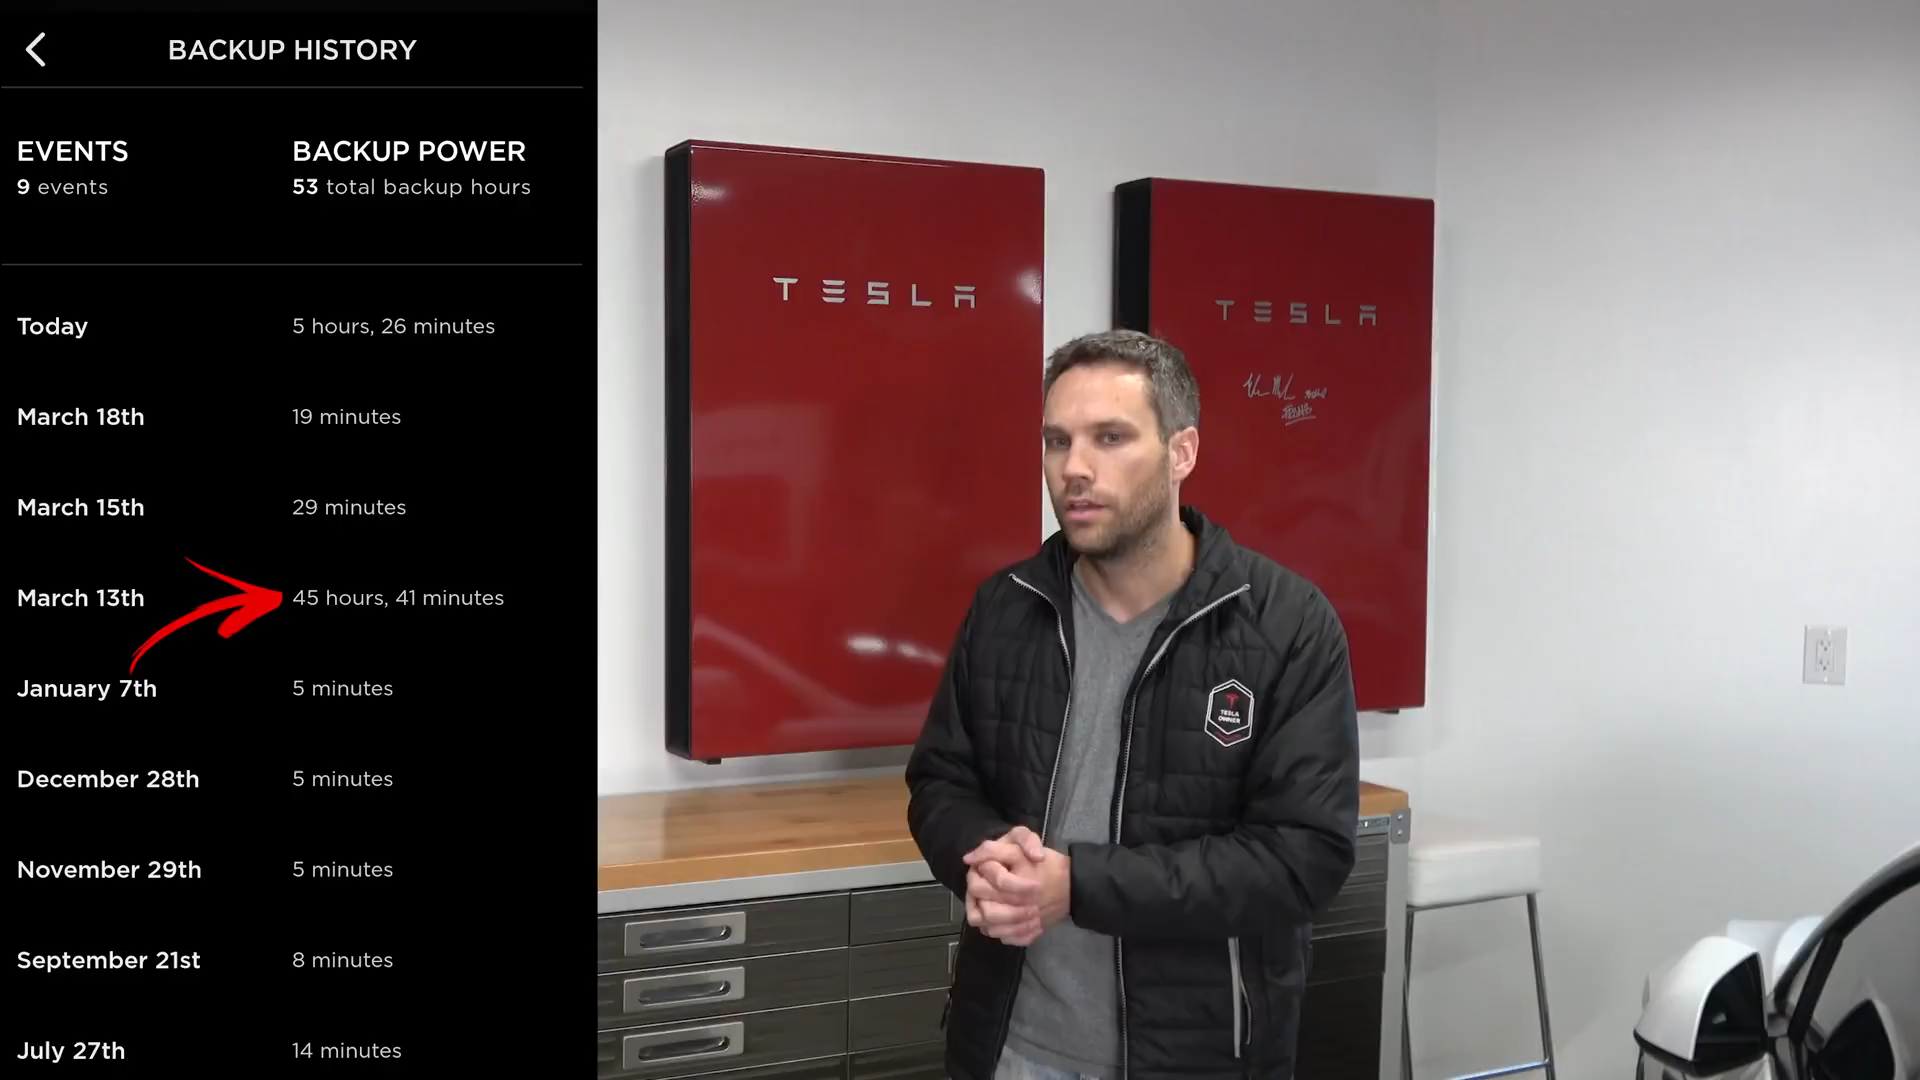 BACKUP HISTORY
EVENTS
9 events
BACKUP POWER
53 total backup hours
Today
5 hours, 26 minutes
March 18th
19 minutes
March 15th
29 minutes
March 13th
45 hours, 41 minutes
January 7th
5 minutes
December 28th
5 minutes
November 29th
5 minutes
September 21st
8 minutes
July 27th
14 minutes
TESLA
TESLA
TESLA
OWNER